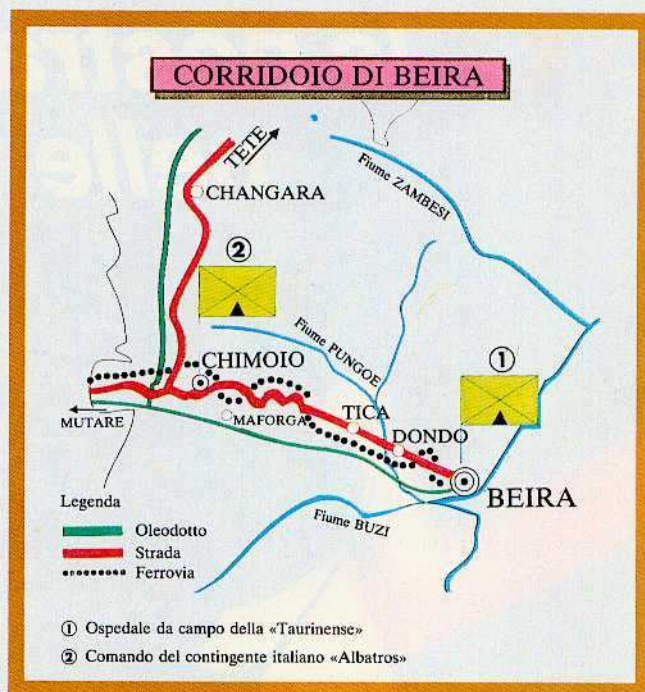 CORRIDOIO DI BEIRA
TETE
CHANGARA
Fiume ZAMBESI
②
Fiume PUNGOE
①
CHIMOIO
MUTARE
MAFORGA
TICA
DONDO
BEIRA
Fiume BUZI
Legenda
Oleodotto
Strada
Ferrovia
① Ospedale da campo della «Taurinense»
② Comando del contingente italiano «Albatros»